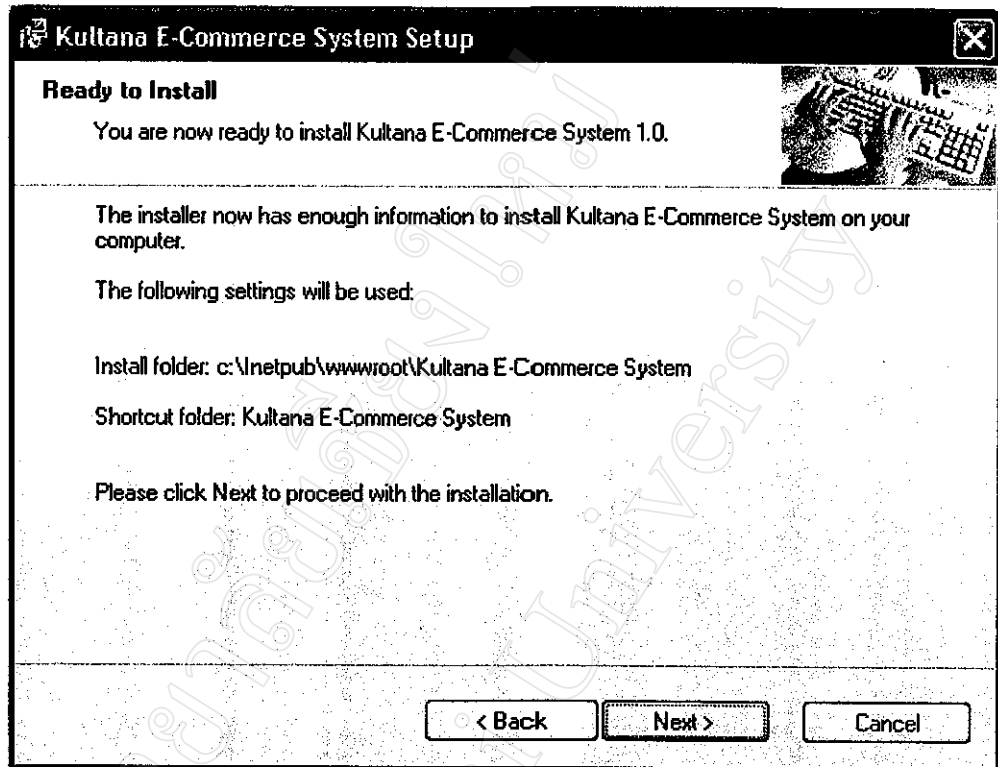 Kultana E-Commerce System Setup
Ready to Install
You are now ready to install Kultana E-Commerce System 1.0.
The installer now has enough information to install Kultana E-Commerce System on your
computer.
The following settings will be used:
Install folder: c:\Inetpub\wwwroot\Kultana E-Commerce System
Shortcut folder: Kultana E-Commerce System
Please click Next to proceed with the installation.
< Back
Next >
Cancel
University